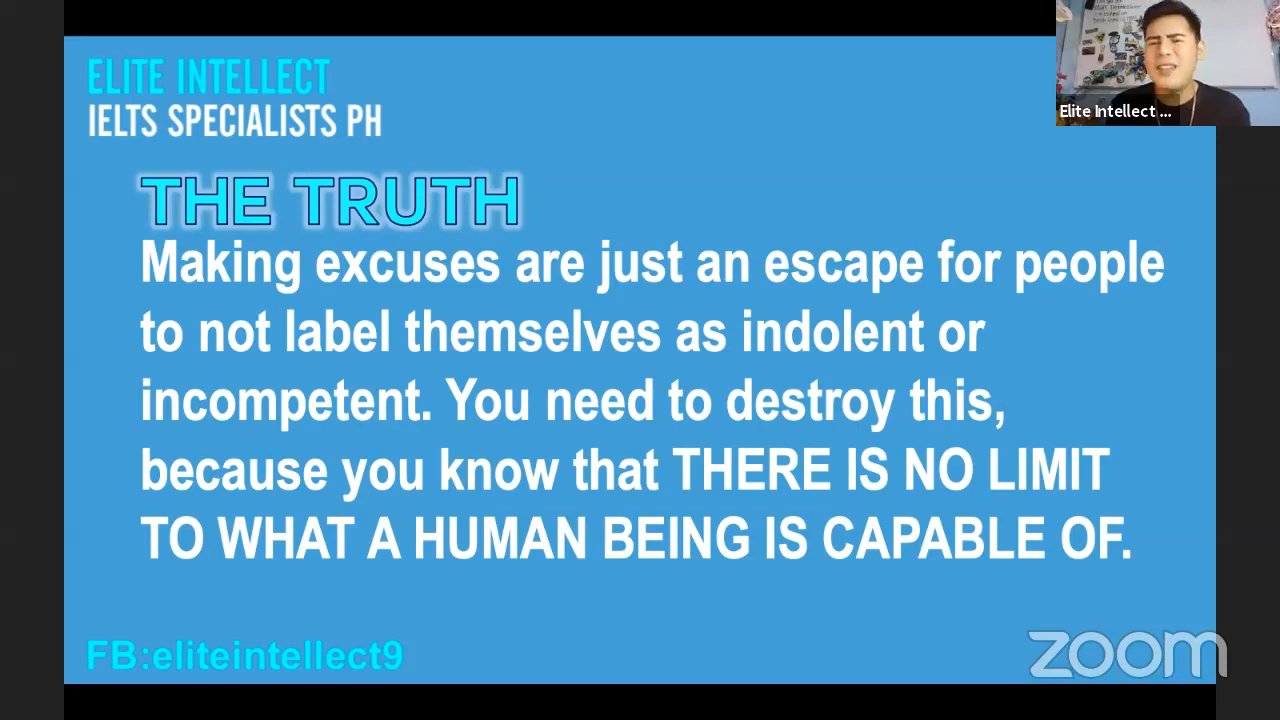 ELITE INTELLECT
IELTS SPECIALISTS PH
Elite Intellect ...
THE TRUTH
Making excuses are just an escape for people
to not label themselves as indolent or
incompetent. You need to destroy this,
because you know that THERE IS NO LIMIT
TO WHAT A HUMAN BEING IS CAPABLE OF.
FB:eliteintellect9
zoom